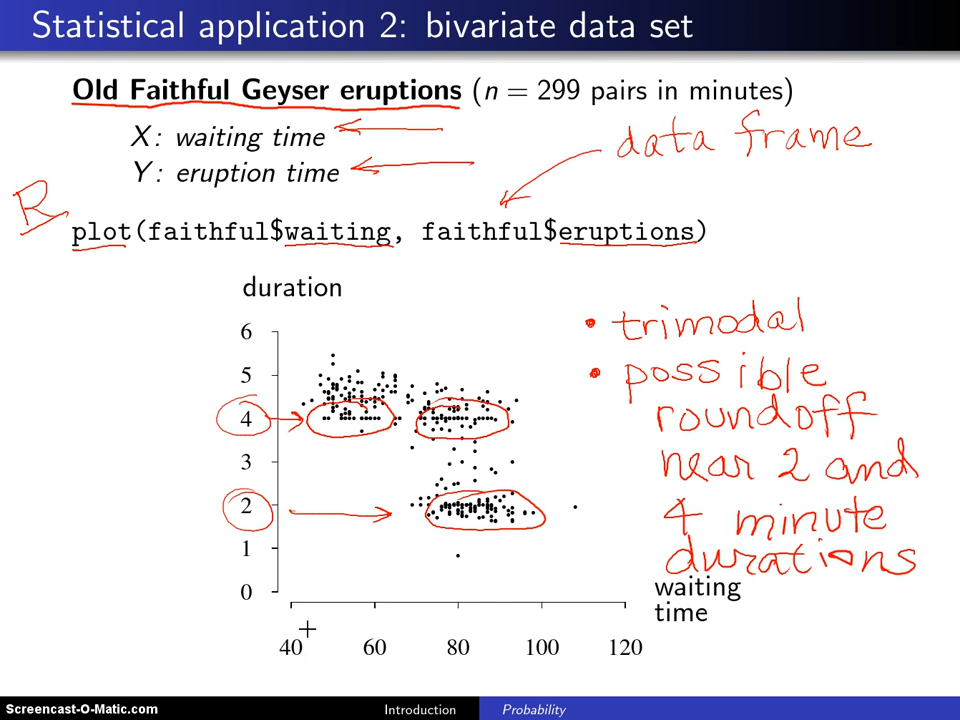 Statistical application 2: bivariate data set
Old Faithful Geyser eruptions (n = 299 pairs in minutes)
X: waiting time
data frame
Y: eruption time
R
plot(faithful$waiting, faithful$eruptions)
duration
6
5
4
3
2
1
0
40 60 80 100 120
waiting
time
• trimodal
• possible
roundoff
near 2 and
4 minute
durations
Screencast-O-Matic.com Introduction Probability